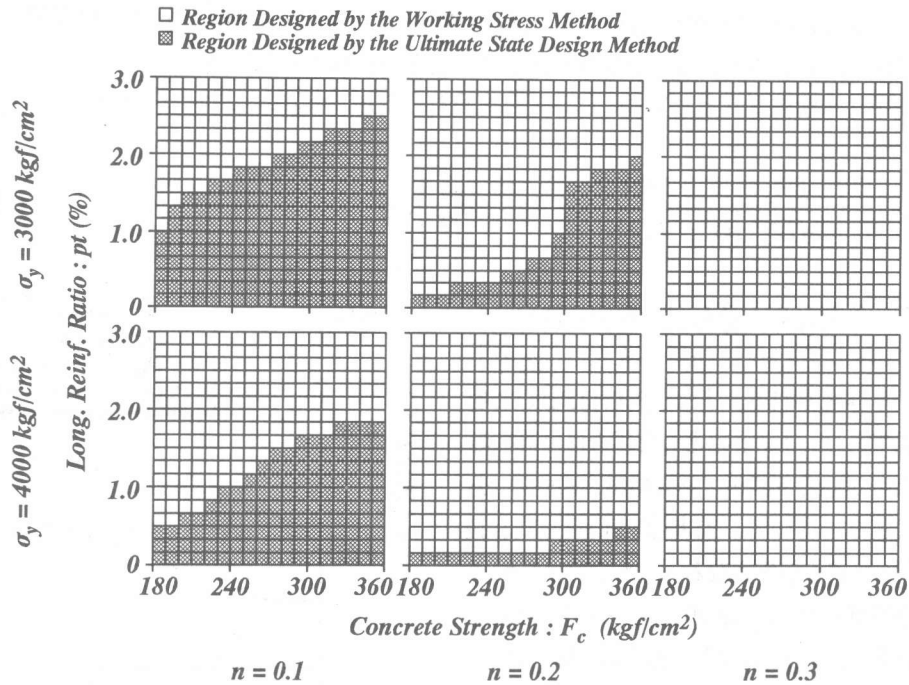 □ Region Designed by the Working Stress Method
▩ Region Designed by the Ultimate State Design Method
σy = 3000 kgf/cm²
σy = 4000 kgf/cm²
Long. Reinf. Ratio : pt (%)
3.0
2.0
1.0
0
3.0
2.0
1.0
0
180 240 300 360 180 240 300 360 180 240 300 360
Concrete Strength : Fc (kgf/cm²)
n = 0.1 n = 0.2 n = 0.3